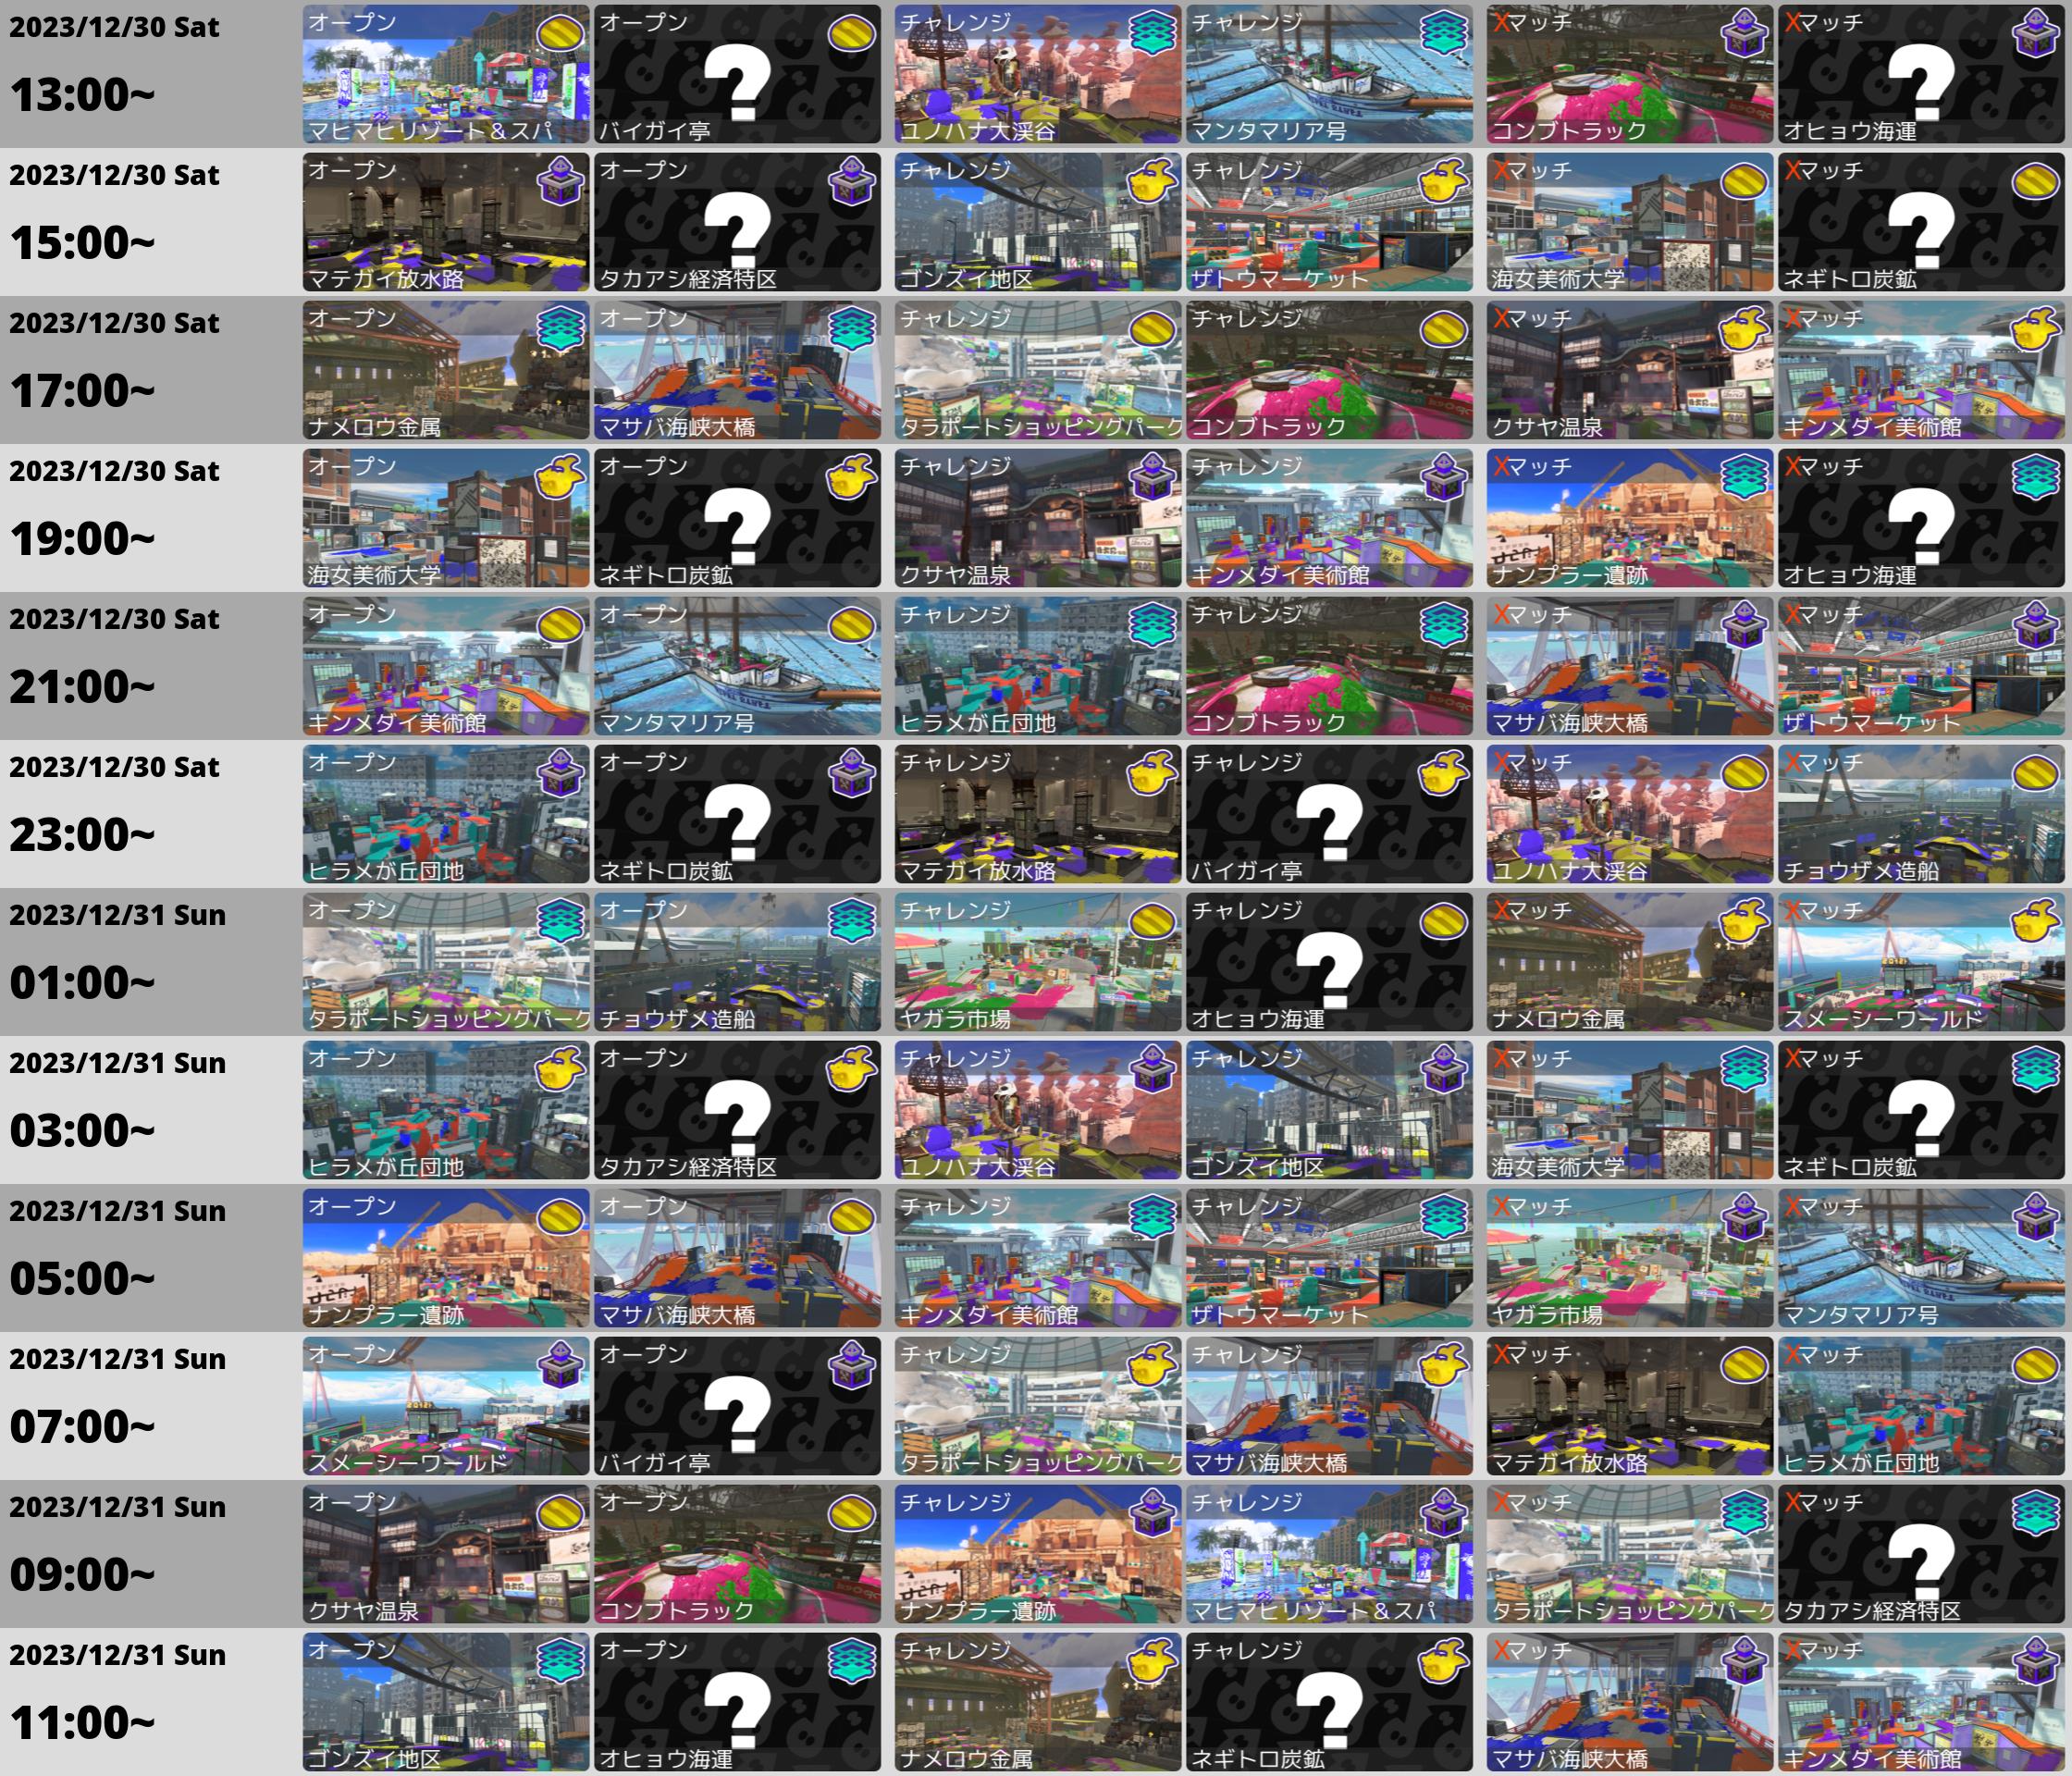 2023/12/30 Sat
13:00~
オープン
マヒマヒリゾート＆スパ
オープン
バイガイ亭
チャレンジ
ユノハナ大渓谷
チャレンジ
マンタマリア号
Xマッチ
コンブトラック
Xマッチ
オヒョウ海運
2023/12/30 Sat
15:00~
オープン
マテガイ放水路
オープン
タカアシ経済特区
チャレンジ
ゴンズイ地区
チャレンジ
ザトウマーケット
Xマッチ
海女美術大学
Xマッチ
ネギトロ炭鉱
2023/12/30 Sat
17:00~
オープン
ナメロウ金属
オープン
マサバ海峡大橋
チャレンジ
タラポートショッピングパーク
チャレンジ
コンブトラック
Xマッチ
クサヤ温泉
Xマッチ
キンメダイ美術館
2023/12/30 Sat
19:00~
オープン
海女美術大学
オープン
ネギトロ炭鉱
チャレンジ
クサヤ温泉
チャレンジ
キンメダイ美術館
Xマッチ
ナンプラー遺跡
Xマッチ
オヒョウ海運
2023/12/30 Sat
21:00~
オープン
キンメダイ美術館
オープン
マンタマリア号
チャレンジ
ヒラメが丘団地
チャレンジ
コンブトラック
Xマッチ
マサバ海峡大橋
Xマッチ
ザトウマーケット
2023/12/30 Sat
23:00~
オープン
ヒラメが丘団地
オープン
ネギトロ炭鉱
チャレンジ
マテガイ放水路
チャレンジ
バイガイ亭
Xマッチ
ユノハナ大渓谷
Xマッチ
チョウザメ造船
2023/12/31 Sun
01:00~
オープン
タラポートショッピングパーク
オープン
チョウザメ造船
チャレンジ
ヤガラ市場
チャレンジ
オヒョウ海運
Xマッチ
ナメロウ金属
Xマッチ
スメーシーワールド
2023/12/31 Sun
03:00~
オープン
ヒラメが丘団地
オープン
タカアシ経済特区
チャレンジ
ユノハナ大渓谷
チャレンジ
ゴンズイ地区
Xマッチ
海女美術大学
Xマッチ
ネギトロ炭鉱
2023/12/31 Sun
05:00~
オープン
ナンプラー遺跡
オープン
マサバ海峡大橋
チャレンジ
キンメダイ美術館
チャレンジ
ザトウマーケット
Xマッチ
ヤガラ市場
Xマッチ
マンタマリア号
2023/12/31 Sun
07:00~
オープン
スメーシーワールド
オープン
バイガイ亭
チャレンジ
タラポートショッピングパーク
チャレンジ
マサバ海峡大橋
Xマッチ
マテガイ放水路
Xマッチ
ヒラメが丘団地
2023/12/31 Sun
09:00~
オープン
クサヤ温泉
オープン
コンブトラック
チャレンジ
ナンプラー遺跡
チャレンジ
マヒマヒリゾート＆スパ
Xマッチ
タラポートショッピングパーク
Xマッチ
タカアシ経済特区
2023/12/31 Sun
11:00~
オープン
ゴンズイ地区
オープン
オヒョウ海運
チャレンジ
ナメロウ金属
チャレンジ
ネギトロ炭鉱
Xマッチ
マサバ海峡大橋
Xマッチ
キンメダイ美術館